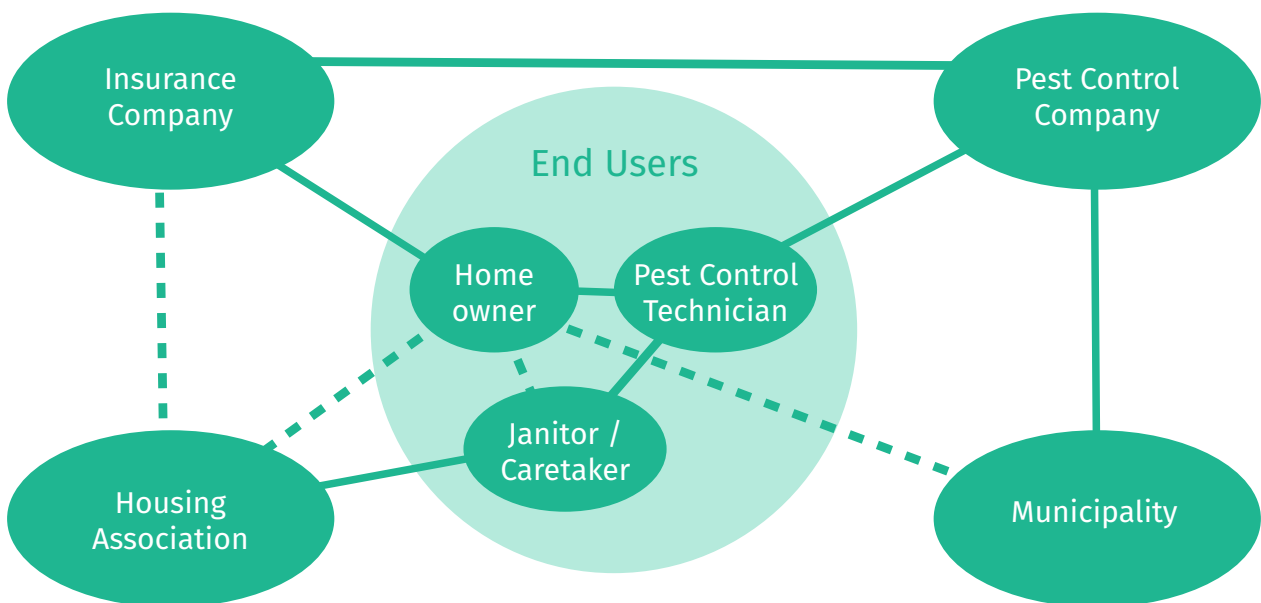 Insurance
Company
Pest Control
Company
End Users
Home
owner
Pest Control
Technician
Janitor /
Caretaker
Housing
Association
Municipality